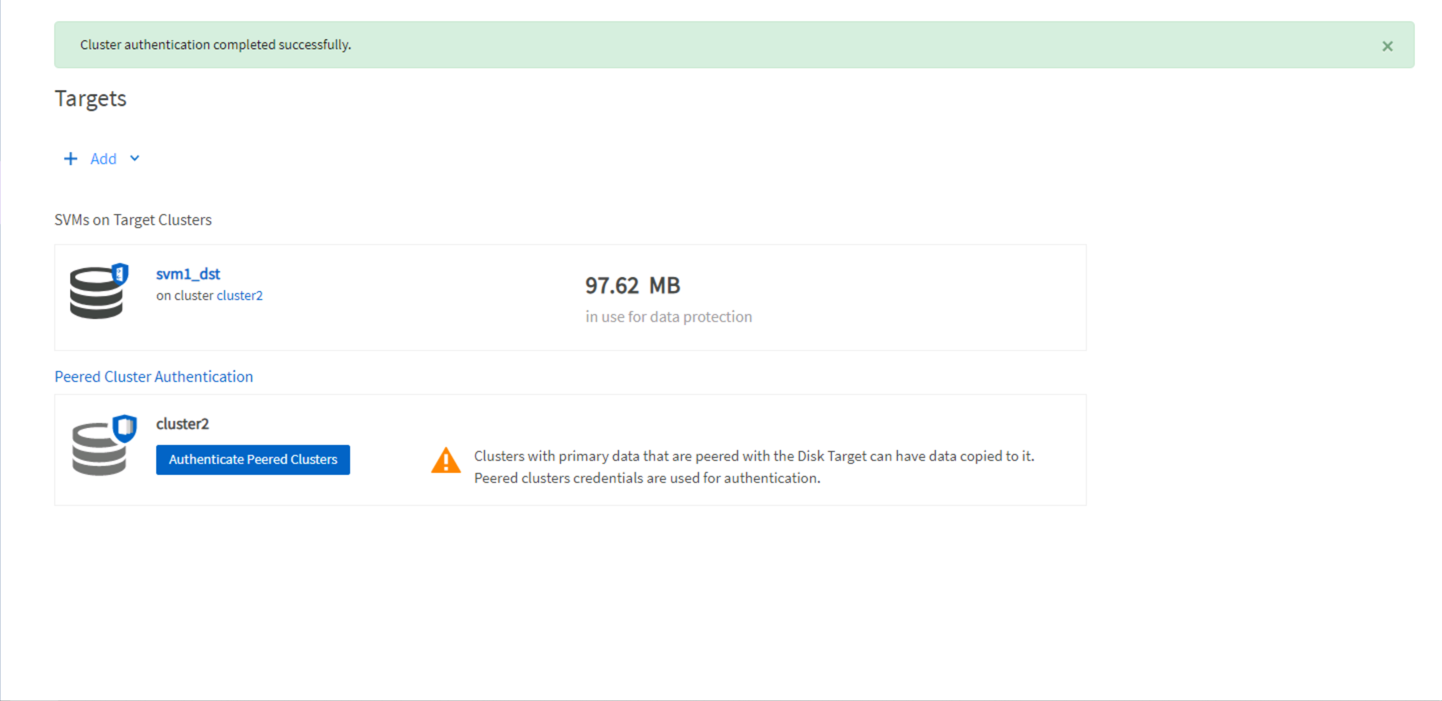 Cluster authentication completed successfully.
Targets
Add
SVMs on Target Clusters
svm1_dst
on cluster cluster2
97.62 MB
in use for data protection
Peered Cluster Authentication
cluster2
Authenticate Peered Clusters
Clusters with primary data that are peered with the Disk Target can have data copied to it.
Peered clusters credentials are used for authentication.